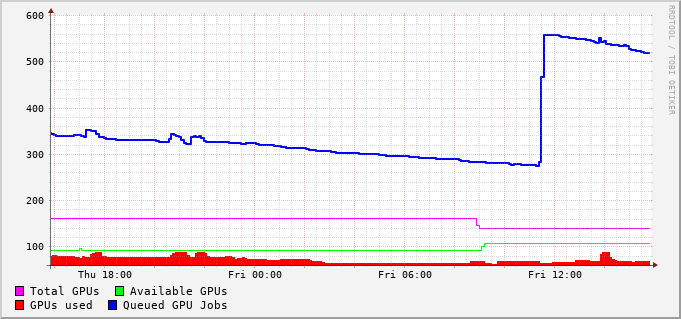 600
500
400
300
200
100
Thu 18:00 Fri 00:00 Fri 06:00 Fri 12:00
Total GPUs Available GPUs
GPUs used Queued GPU Jobs
RRDTOOL / TOBI OETIKER